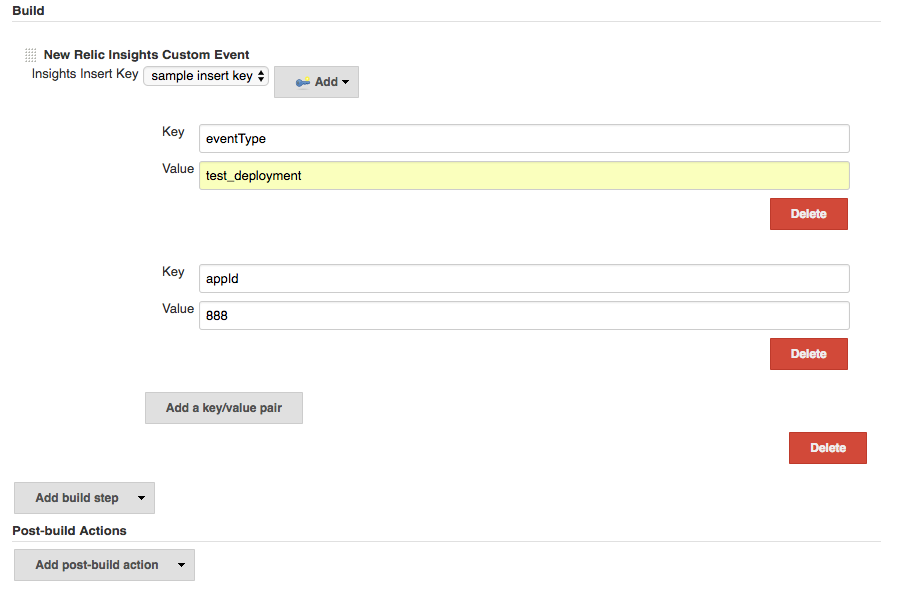 Build
New Relic Insights Custom Event
Insights Insert Key sample insert key Add
Key eventType
Value test_deployment
Delete
Key appId
Value 888
Delete
Add a key/value pair
Delete
Add build step
Post-build Actions
Add post-build action